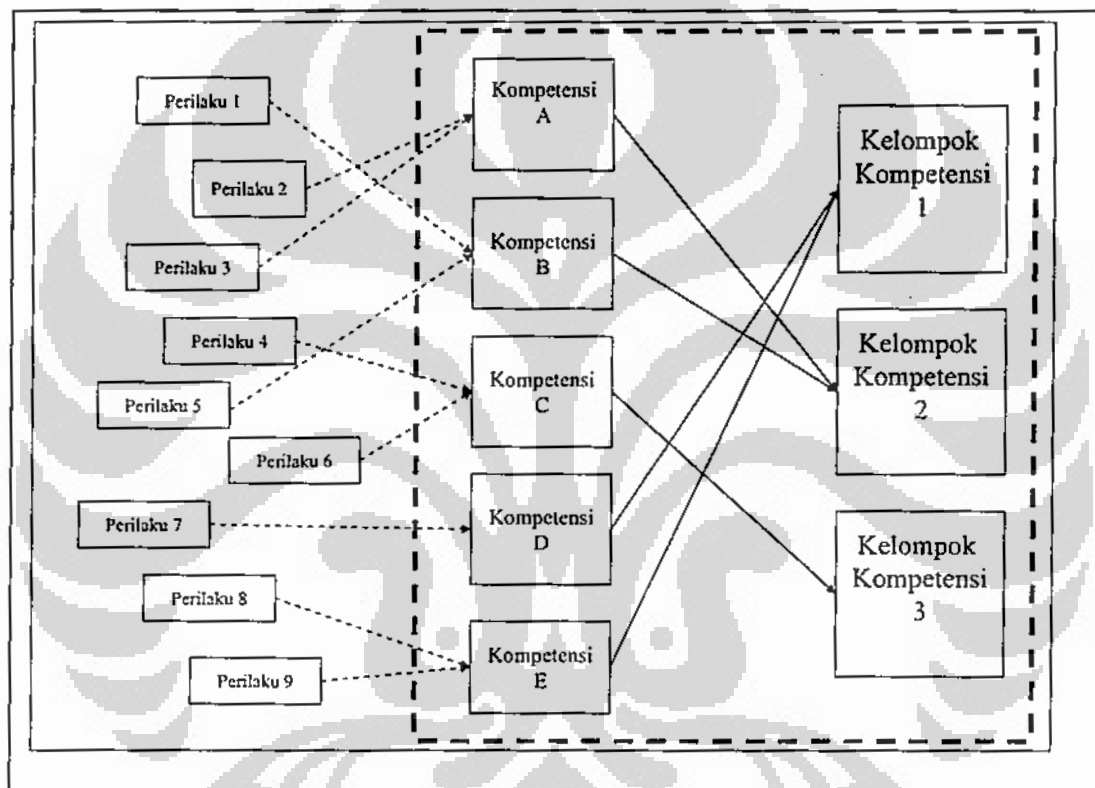 Perilaku 1
Perilaku 2
Perilaku 3
Perilaku 4
Perilaku 5
Perilaku 6
Perilaku 7
Perilaku 8
Perilaku 9
Kompetensi
A
Kompetensi
B
Kompetensi
C
Kompetensi
D
Kompetensi
E
Kelompok
Kompetensi
1
Kelompok
Kompetensi
2
Kelompok
Kompetensi
3